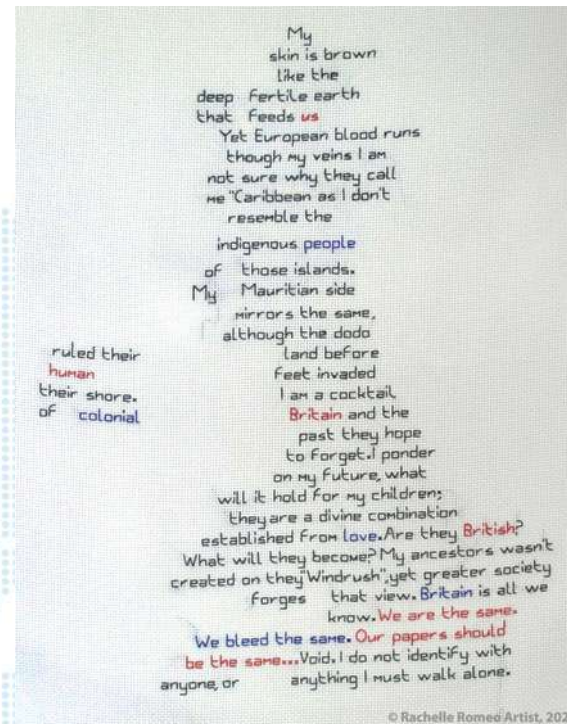 My
skin is brown
like the
deep fertile earth
that feeds us
Yet European blood runs
though my veins I am
not sure why they call
me "Caribbean as I don't
resemble the
indigenous people
of those islands.
My Mauritian side
mirrors the same,
although the dodo
ruled their land before
human feet invaded
their shore. I am a cocktail
of colonial Britain and the
past they hope
to forget.I ponder
on my future, what
will it hold for my children;
they are a divine combination
established from love.Are they British?
What will they become? My ancestors wasn't
created on they "Windrush",yet greater society
forges that view. Britain is all we
know. We are the same.
We bleed the same. Our papers should
be the same...Void. I do not identify with
anyone, or anything I must walk alone.
© Rachelle Romeo Artist, 202